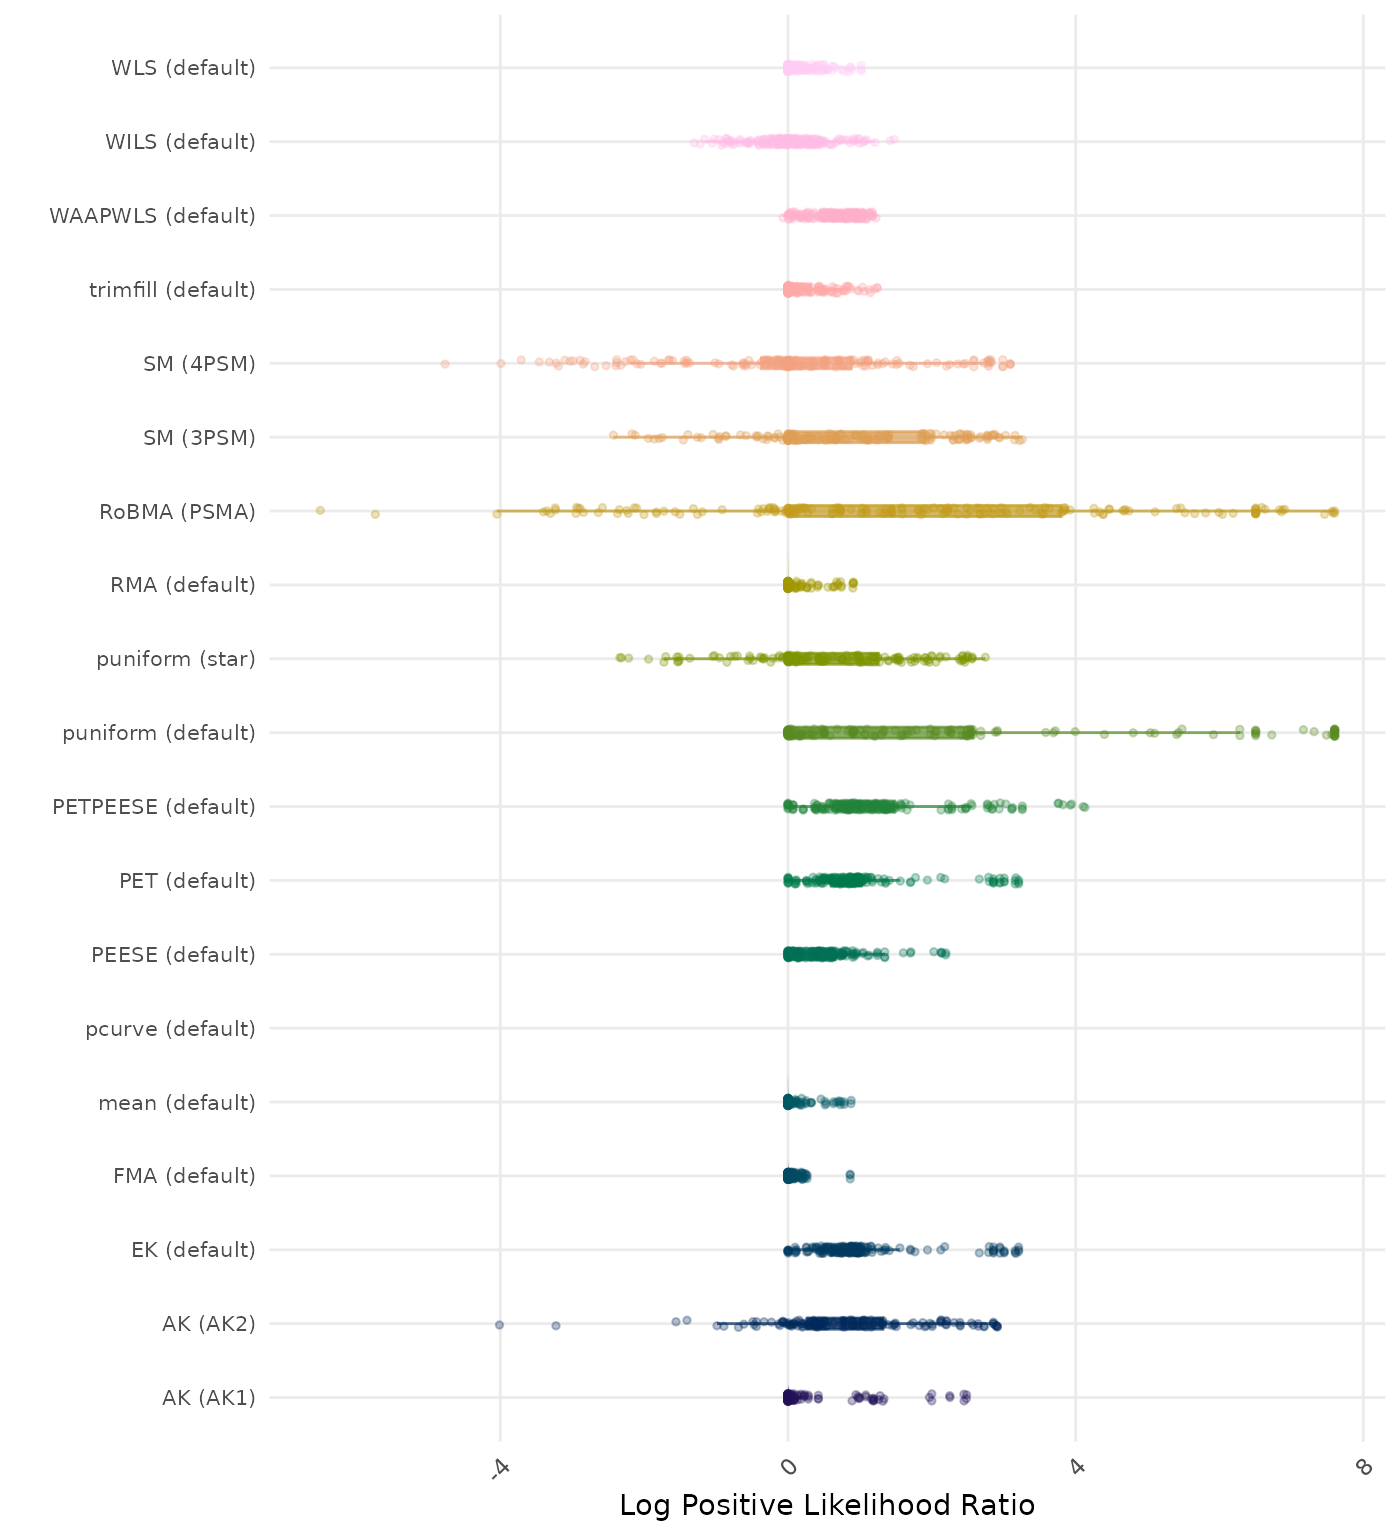 WLS (default)
WILS (default)
WAAPWLS (default)
trimfill (default)
SM (4PSM)
SM (3PSM)
RoBMA (PSMA)
RMA (default)
puniform (star)
puniform (default)
PETPEESE (default)
PET (default)
PEESE (default)
pcurve (default)
mean (default)
FMA (default)
EK (default)
AK (AK2)
AK (AK1)
-4 0 4 8
Log Positive Likelihood Ratio